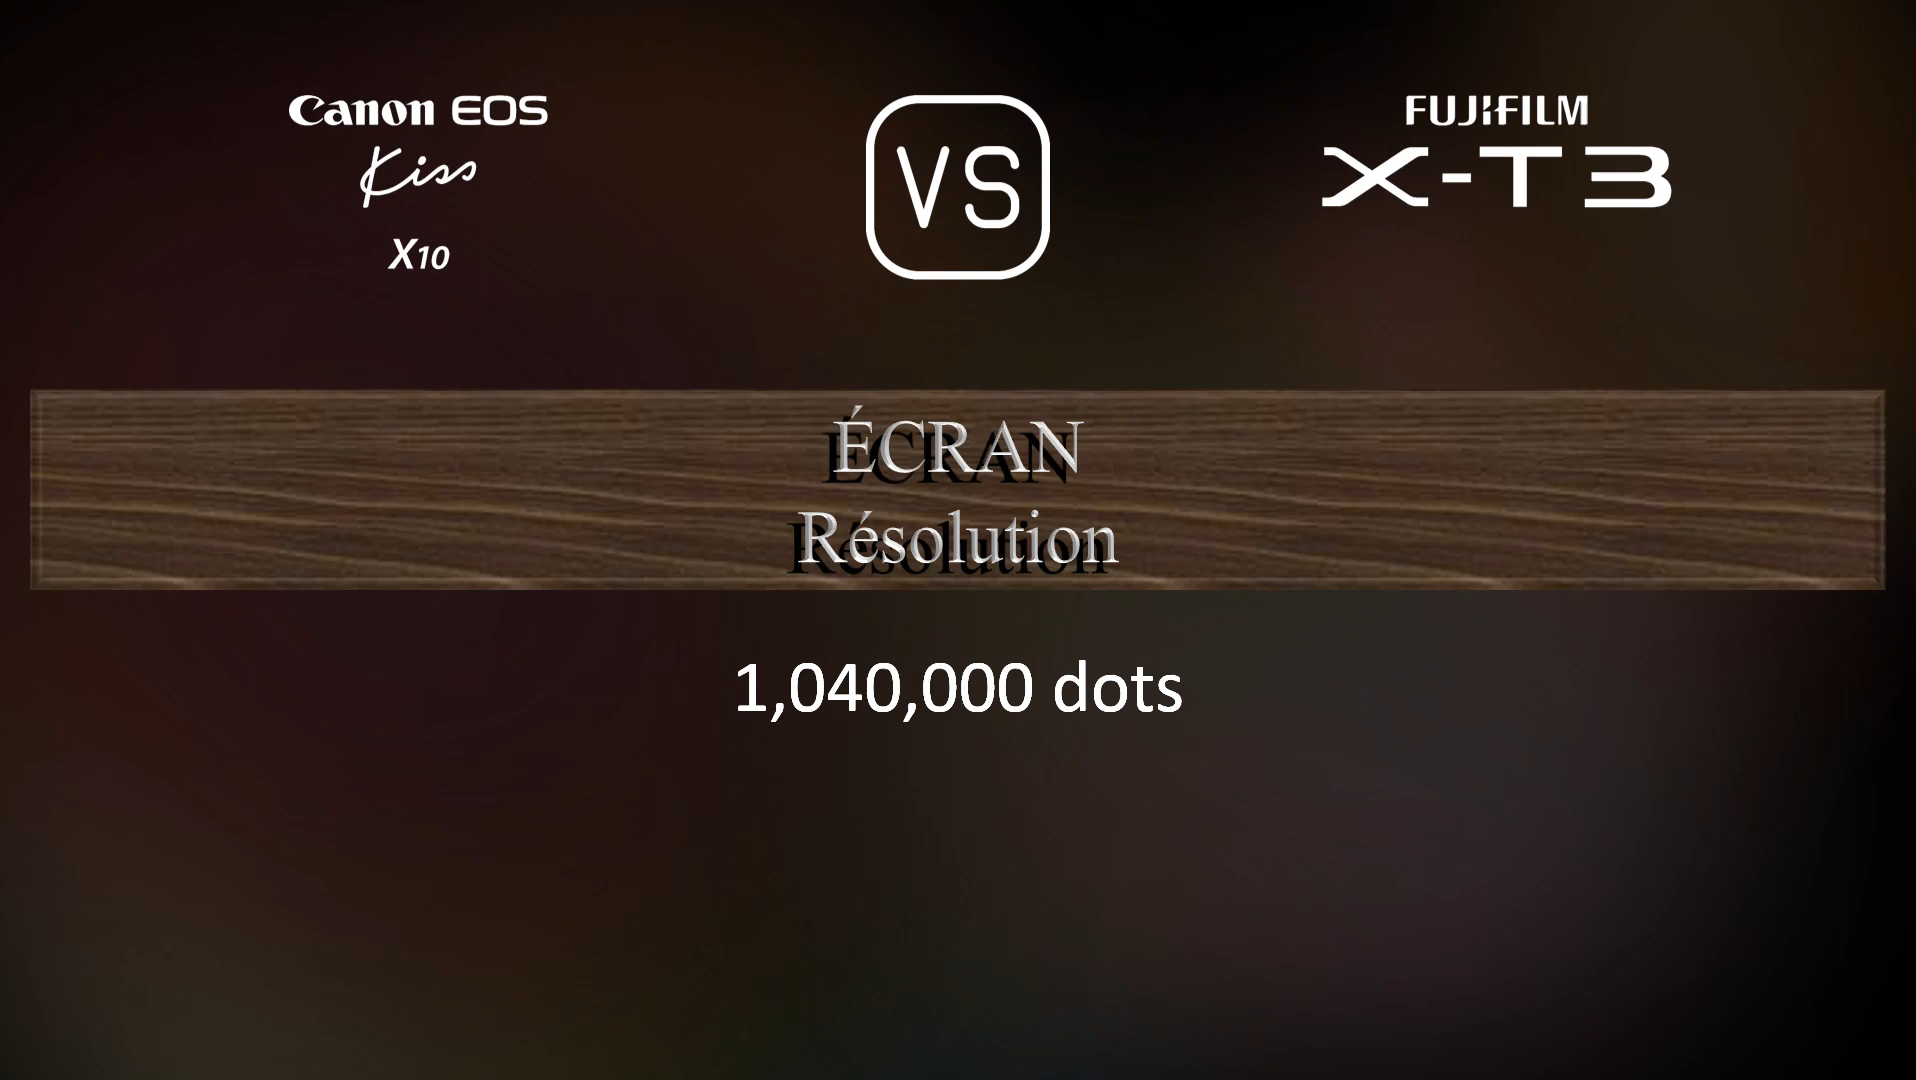 Canon EOS
Kiss
X10
VS
FUJIFILM
X-T3
ÉCRAN
Résolution
1,040,000 dots